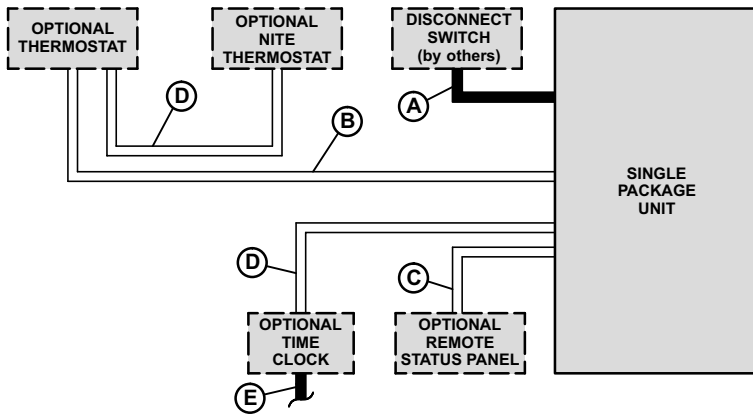 OPTIONAL
THERMOSTAT
OPTIONAL
NITE
THERMOSTAT
DISCONNECT
SWITCH
(by others)
A
D
B
SINGLE
PACKAGE
UNIT
D
C
OPTIONAL
TIME
CLOCK
OPTIONAL
REMOTE
STATUS PANEL
E